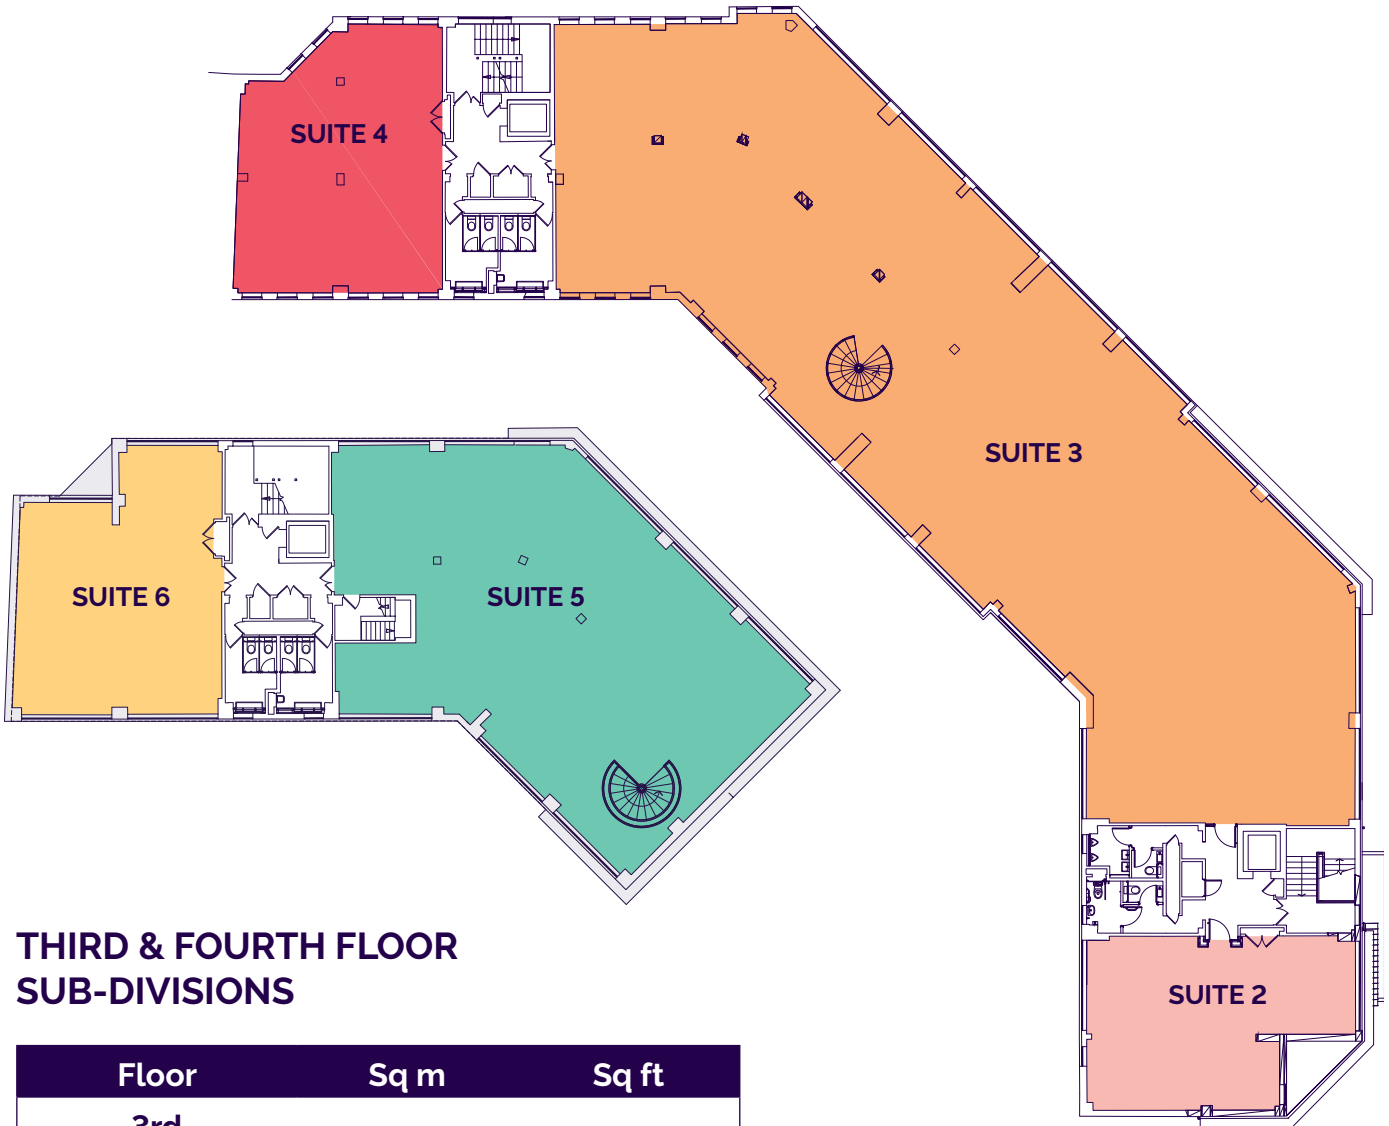 SUITE 4
SUITE 3
SUITE 6
SUITE 5
SUITE 2
THIRD & FOURTH FLOOR
SUB-DIVISIONS
Floor Sq m Sq ft
3rd